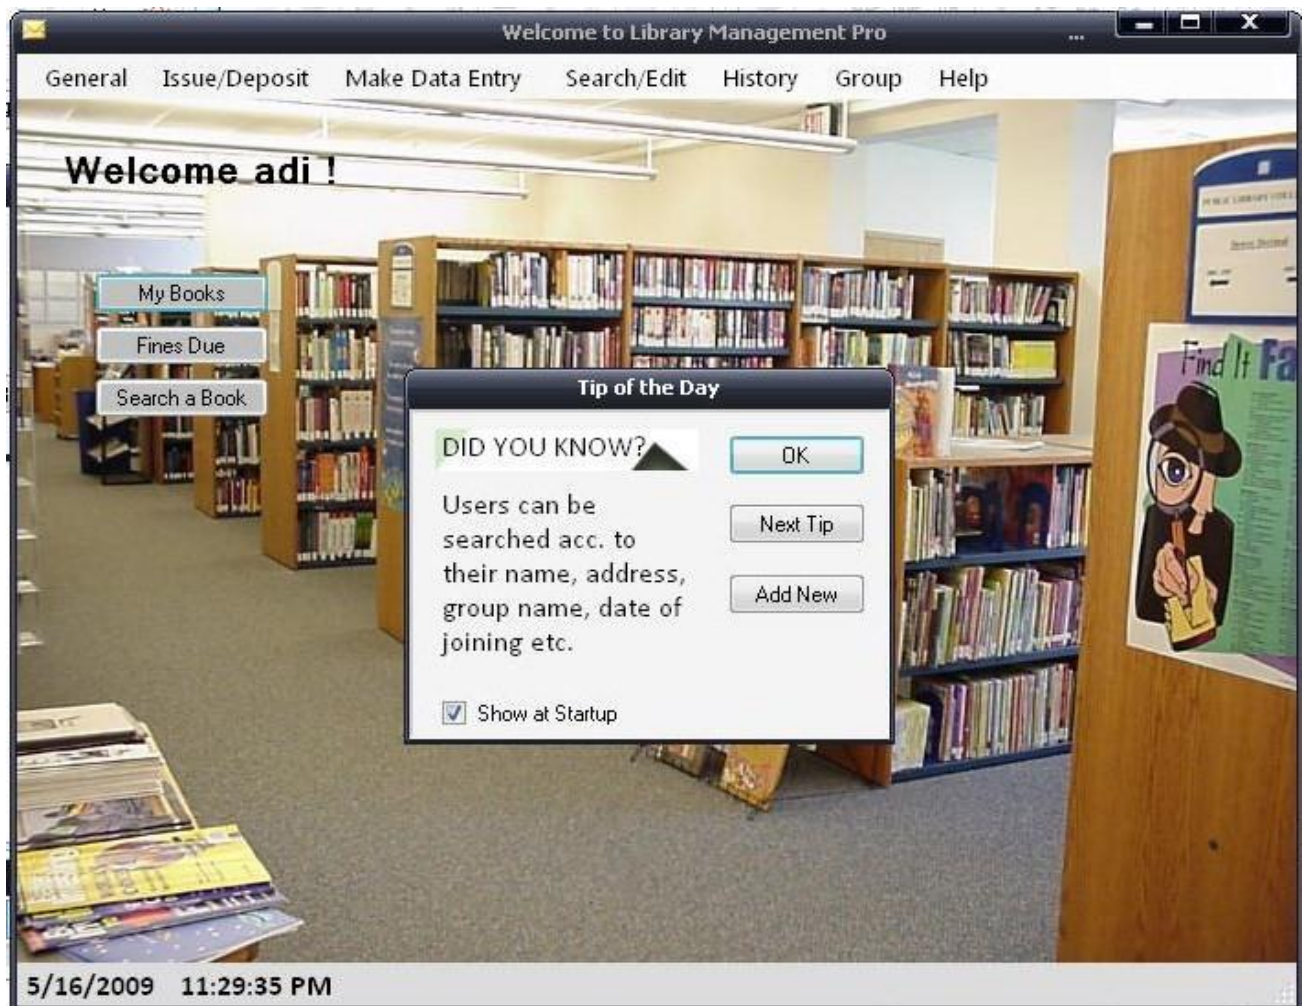 Welcome to Library Management Pro
...
General Issue/Deposit Make Data Entry Search/Edit History Group Help
EXIT
Welcome adi !
My Books
Fines Due
Search a Book
Find It Fa
Tip of the Day
DID YOU KNOW?
Users can be
searched acc. to
their name, address,
group name, date of
joining etc.
OK
Next Tip
Add New
Show at Startup
5/16/2009 11:29:35 PM